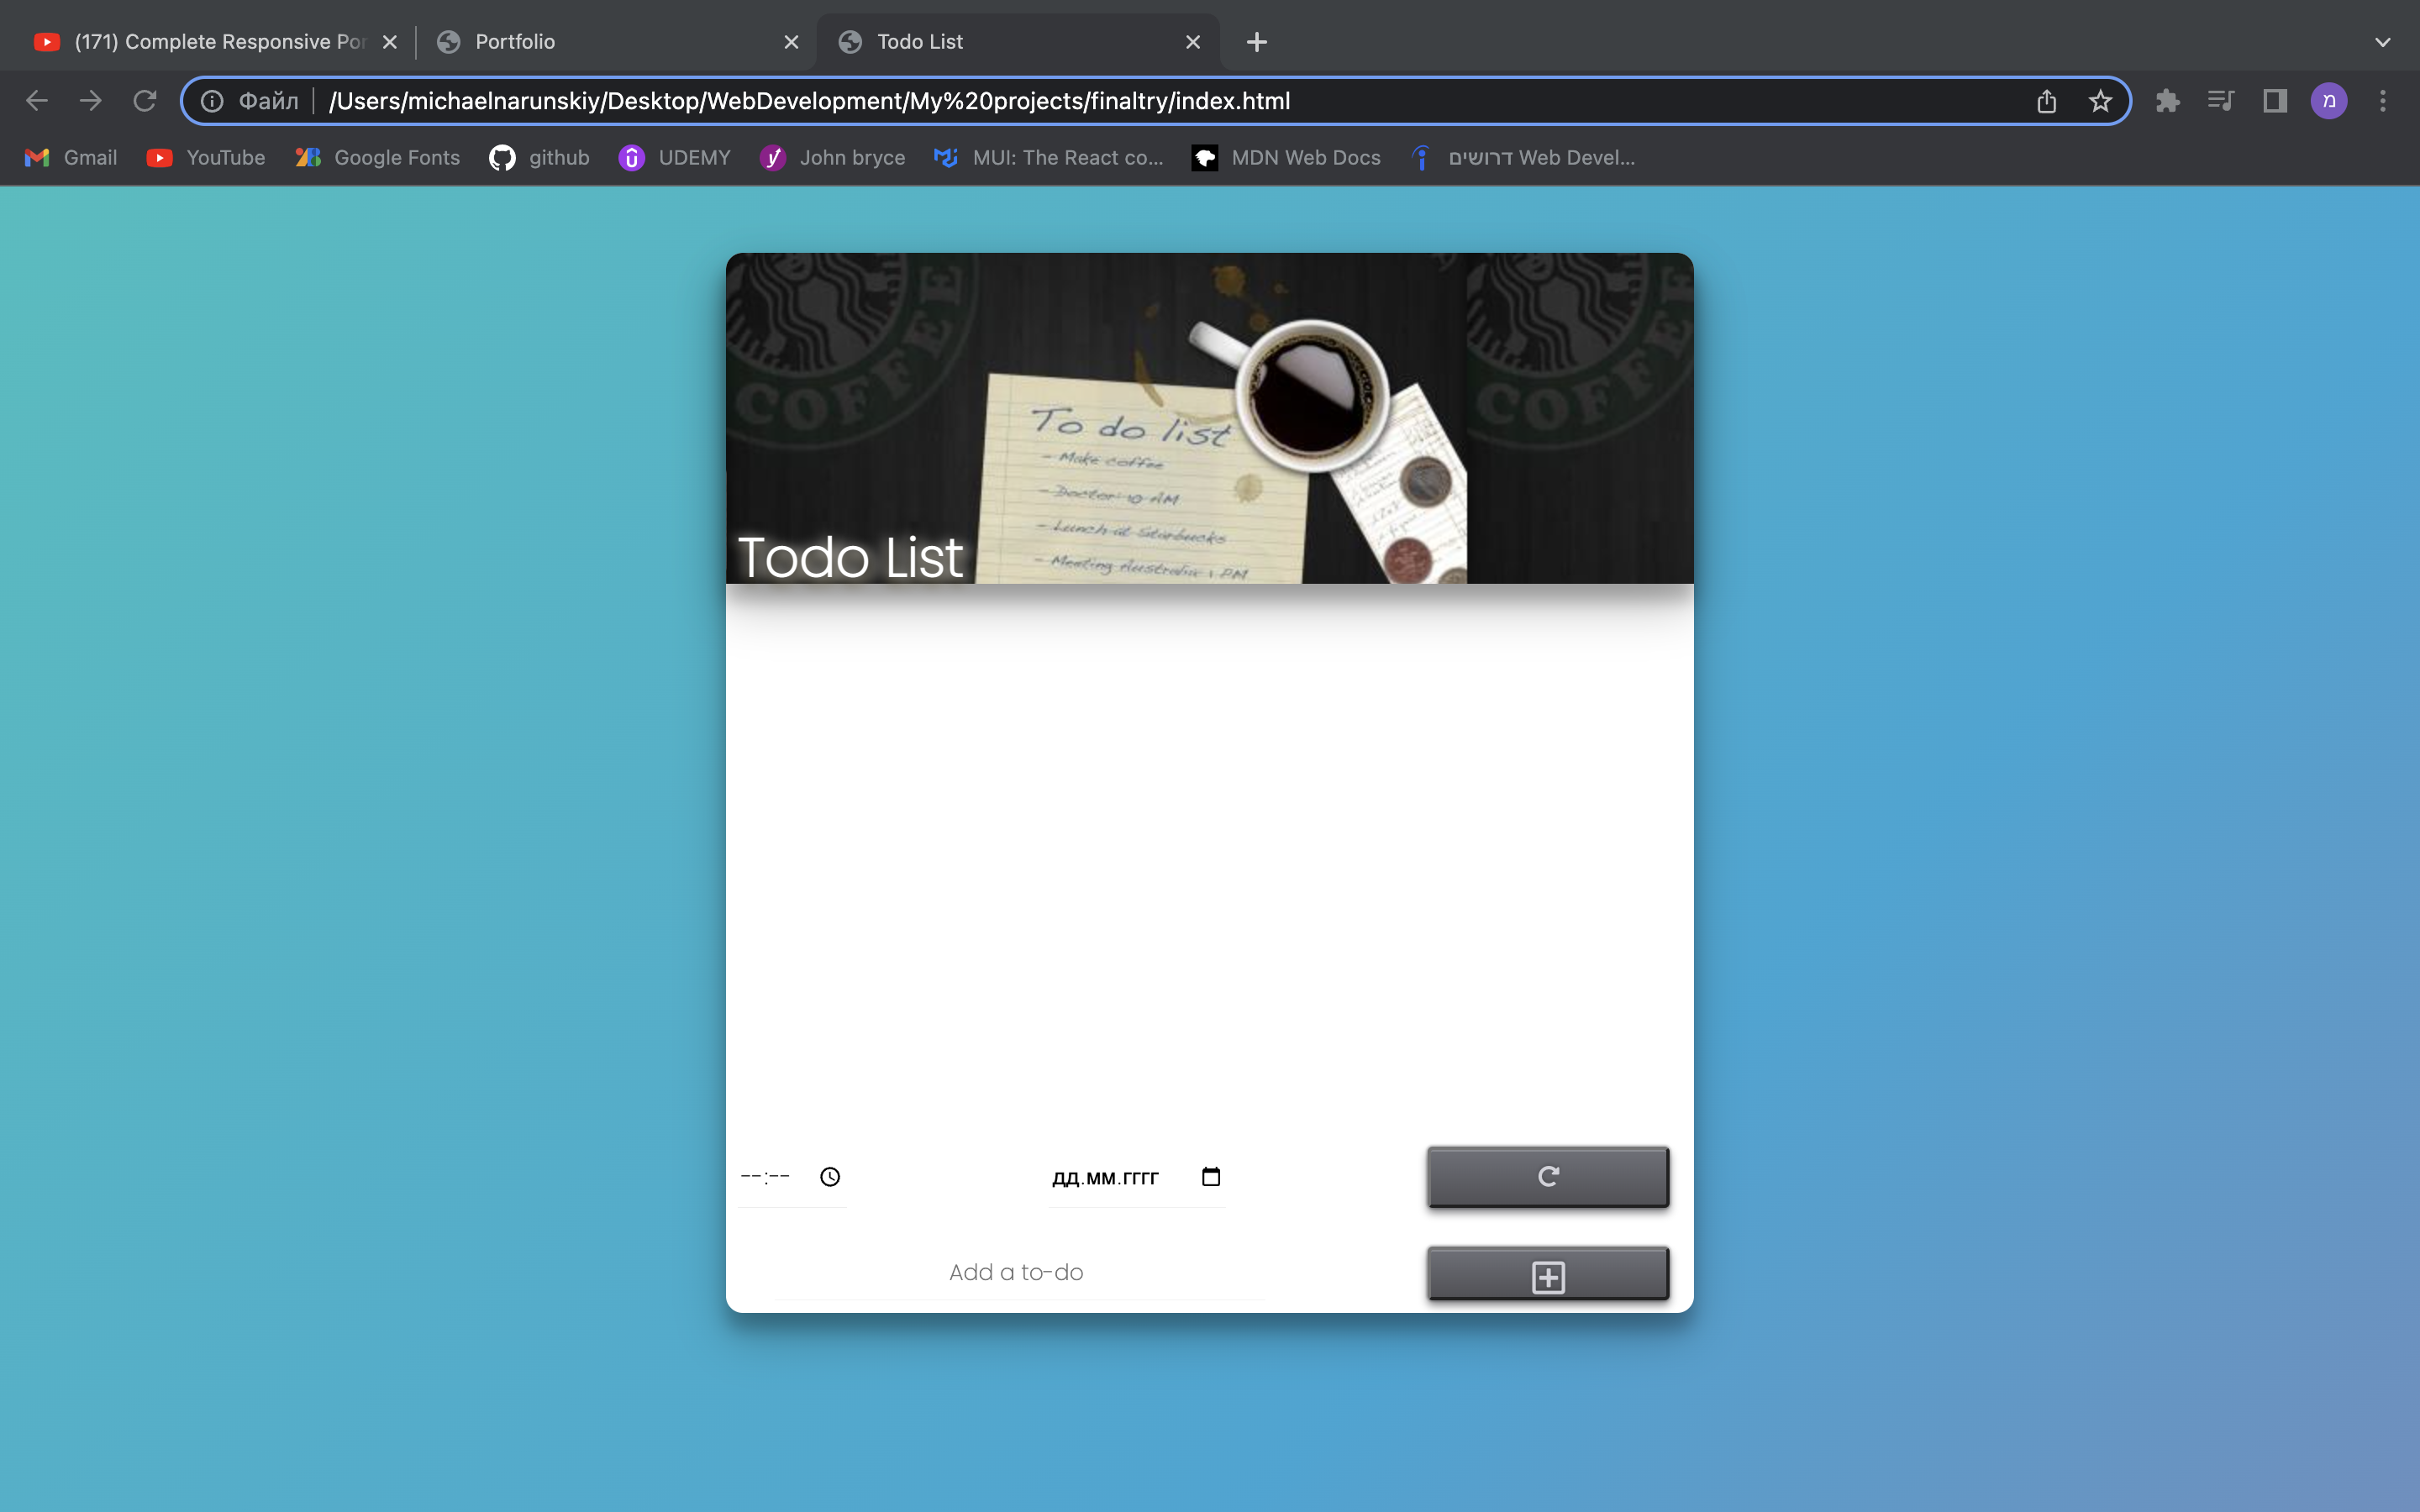 (171) Complete Responsive Por
Portfolio
Todo List
Файл
/Users/michaelnarunskiy/Desktop/WebDevelopment/My%20projects/finaltry/index.html
מ
Gmail
YouTube
Google Fonts
github
UDEMY
John bryce
MUI: The React co...
MDN Web Docs
דרושים Web Devel...
COFFEE
COFFEE
To do list
- Make coffee
- Doctor 10 AM
- Lunch at Starbucks
- Meeting Australia 1 PM
Todo List
--:--
ДД.ММ.ГГГГ
Add a to-do